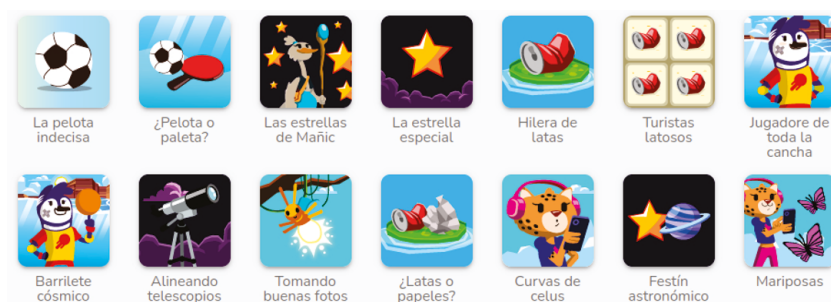 La pelota
indecisa
¿Pelota o
paleta?
Las estrellas
de Mañic
La estrella
especial
Hilera de
latas
Turistas
latosos
Jugadore de
toda la
cancha
Barrilete
cósmico
Alineando
telescopios
Tomando
buenas fotos
¿Latas o
papeles?
Curvas de
celus
Festín
astronómico
Mariposas